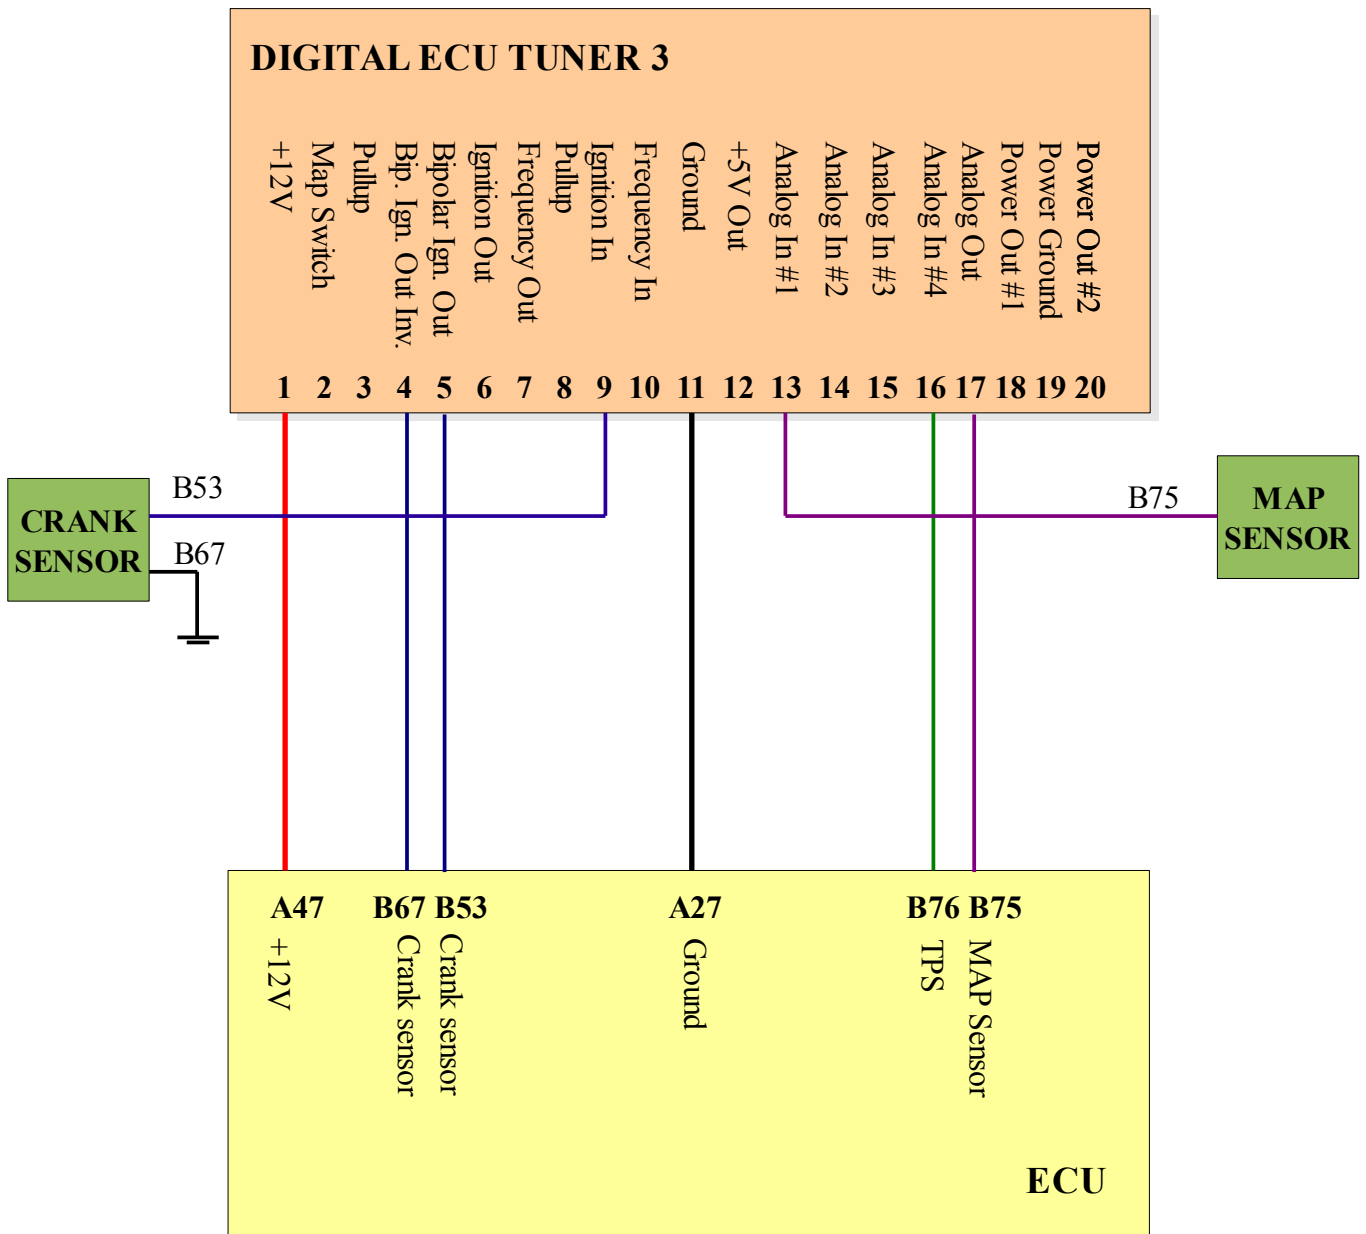 DIGITAL ECU TUNER 3
+12V
Map Switch
Pullup
Bip. Ign. Out Inv.
Bipolar Ign. Out
Ignition Out
Frequency Out
Pullup
Ignition In
Frequency In
Ground
+5V Out
Analog In #1
Analog In #2
Analog In #3
Analog In #4
Analog Out
Power Out #1
Power Ground
Power Out #2
1 2 3 4 5 6 7 8 9 10 11 12 13 14 15 16 17 18 19 20
CRANK
SENSOR
B53
B67
B75
MAP
SENSOR
A47 B67 B53 A27 B76 B75
+12V
Crank sensor
Crank sensor
Ground
TPS
MAP Sensor
ECU